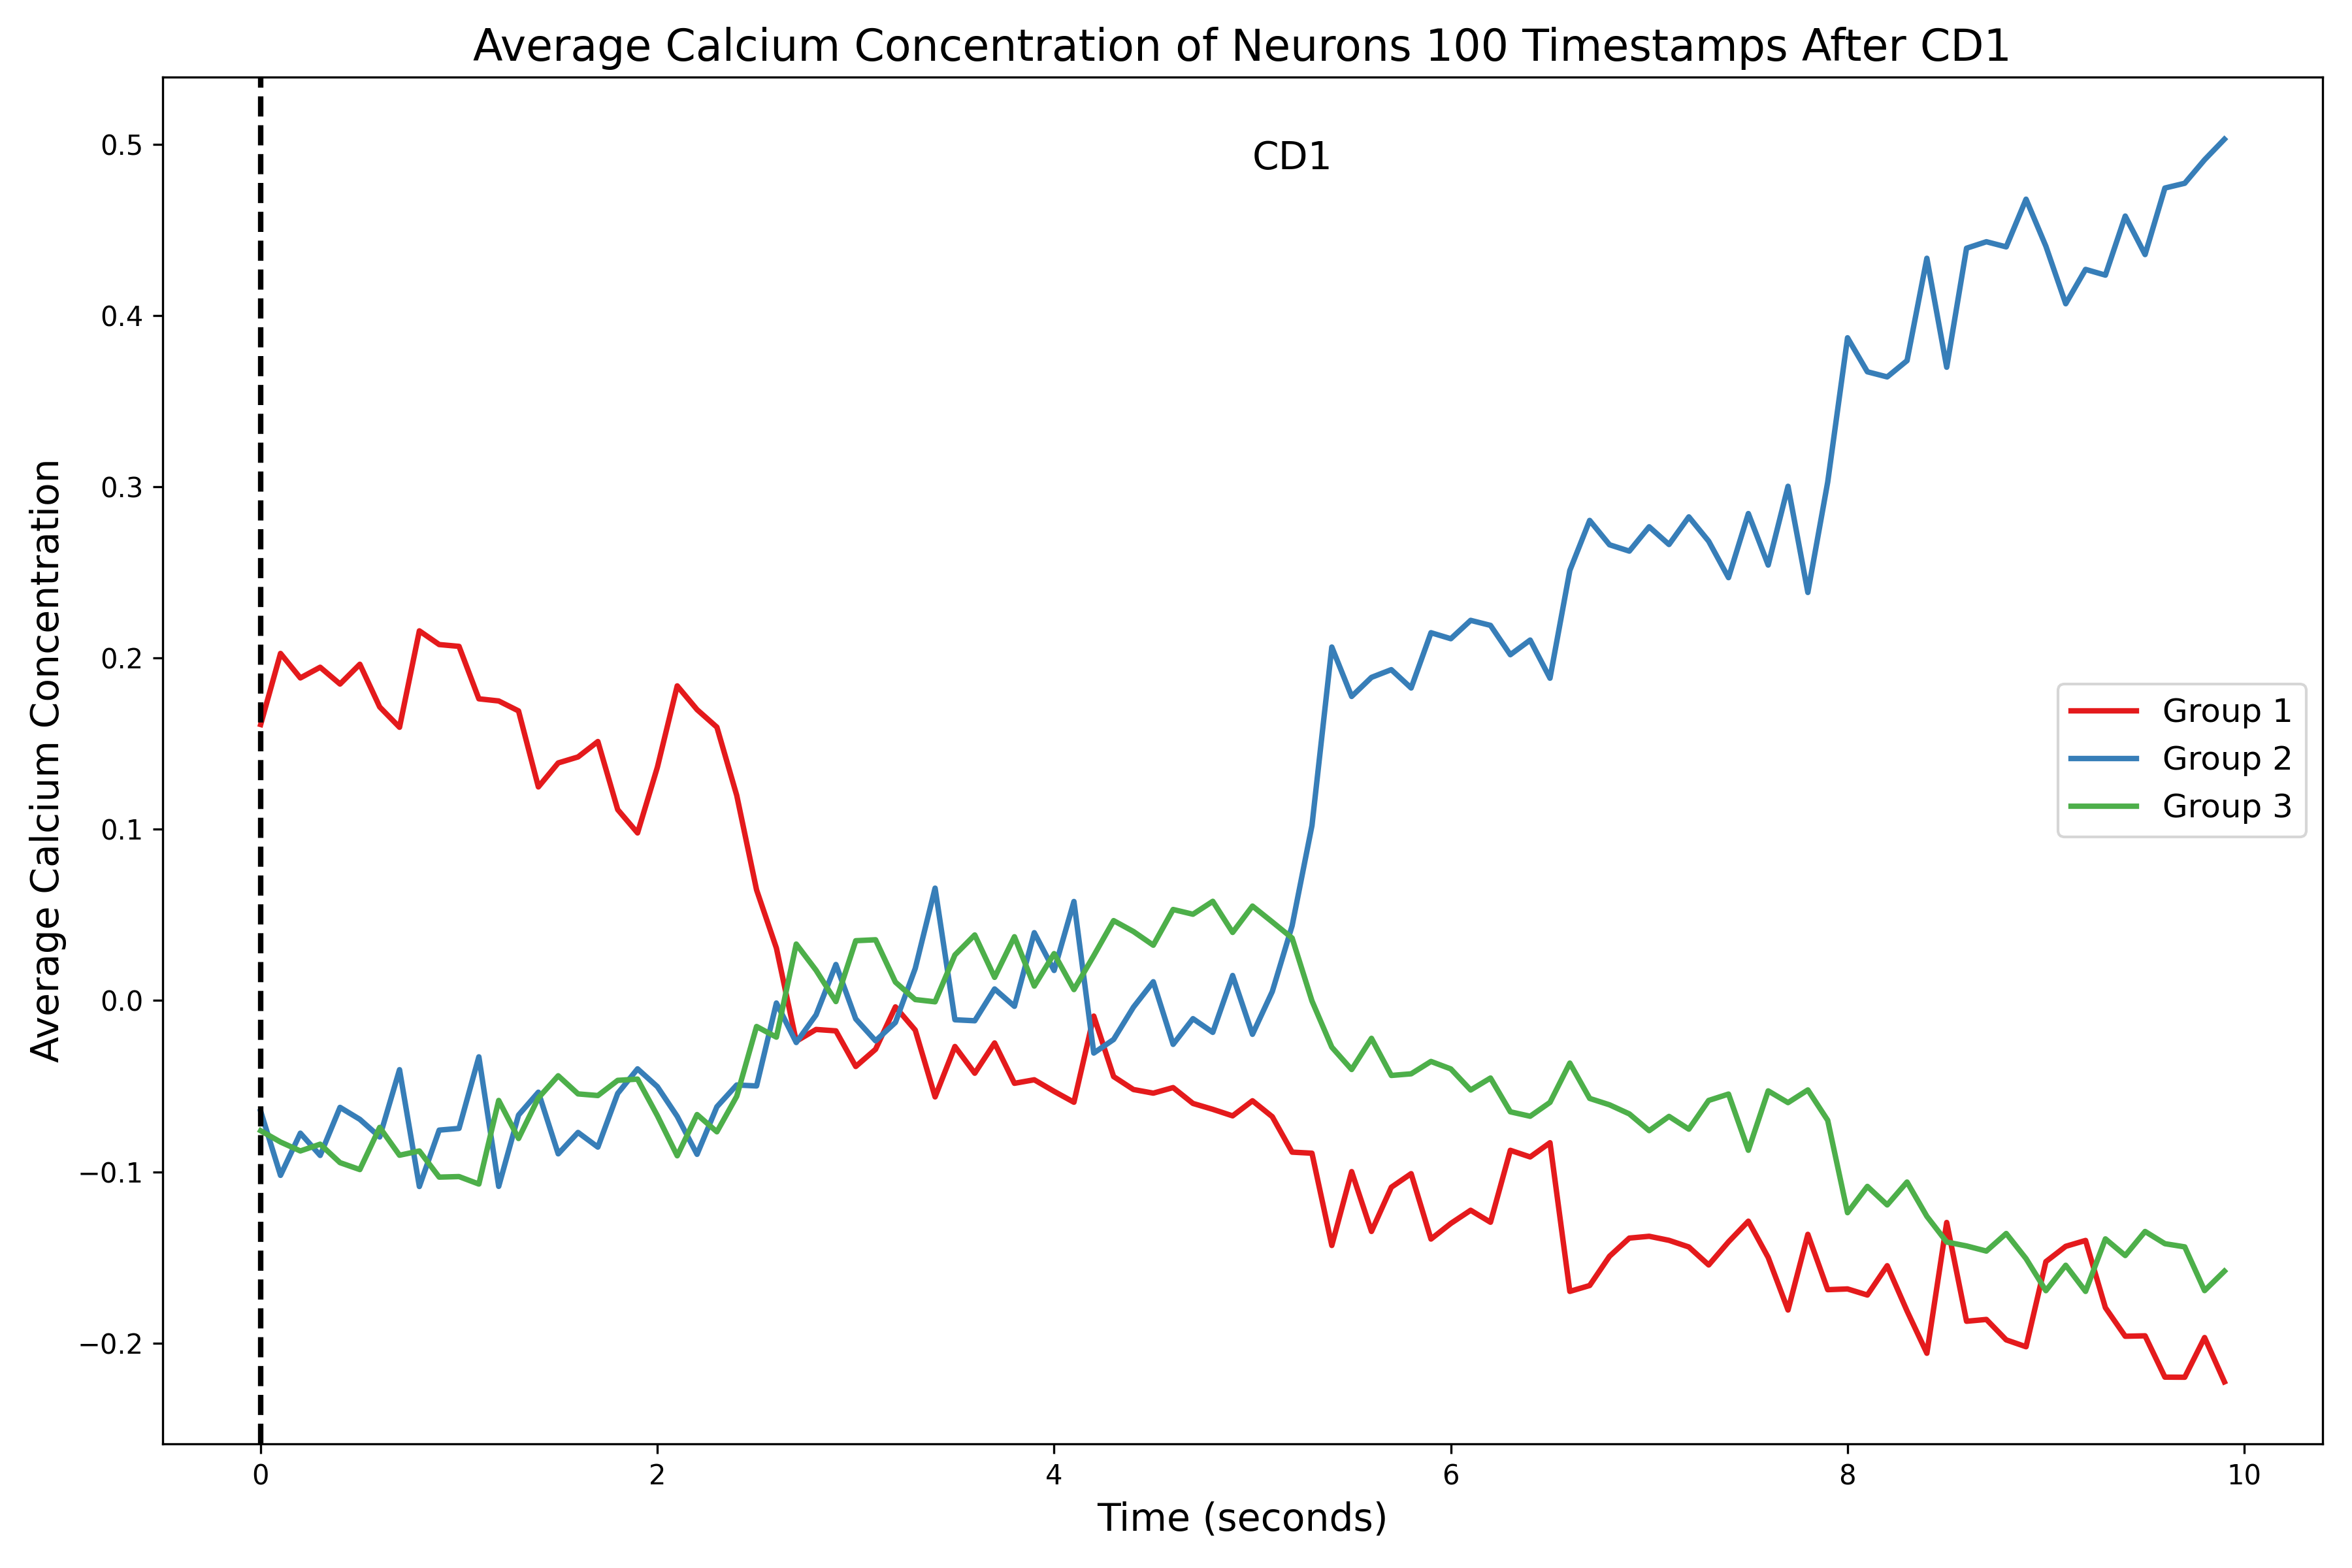 Average Calcium Concentration of Neurons 100 Timestamps After CD1
CD1
0.5
0.4
0.3
0.2
0.1
0.0
−0.1
−0.2
Average Calcium Concentration
Group 1
Group 2
Group 3
0 2 4 6 8 10
Time (seconds)